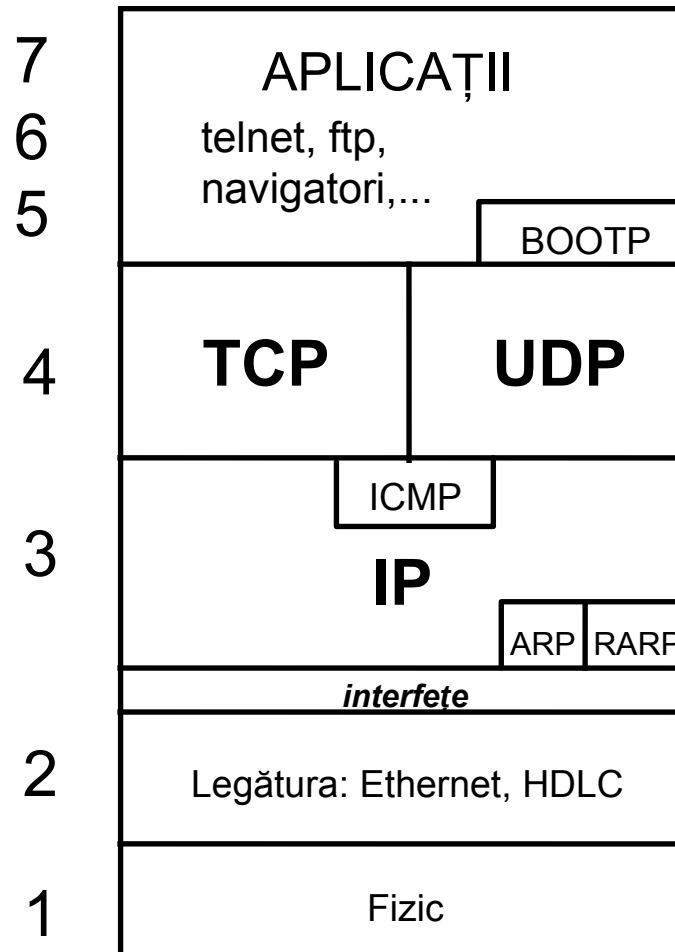 7
APLICAȚII
6
telnet, ftp,
navigatori,...
5
BOOTP
4
TCP
UDP
ICMP
3
IP
ARP
RARP
interfețe
2
Legătura: Ethernet, HDLC
1
Fizic